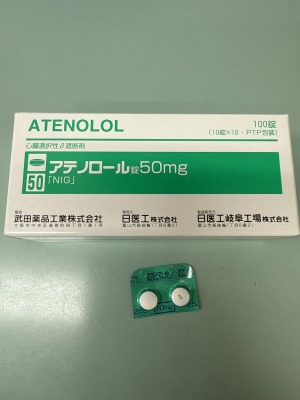 ATENOLOL
100錠
(10錠×10・PTP包装)
心臓選択性β遮断剤
アテノロール錠50mg
50 「NIG」
武田薬品工業株式会社
日医工株式会社
日医工岐阜工場株式会社